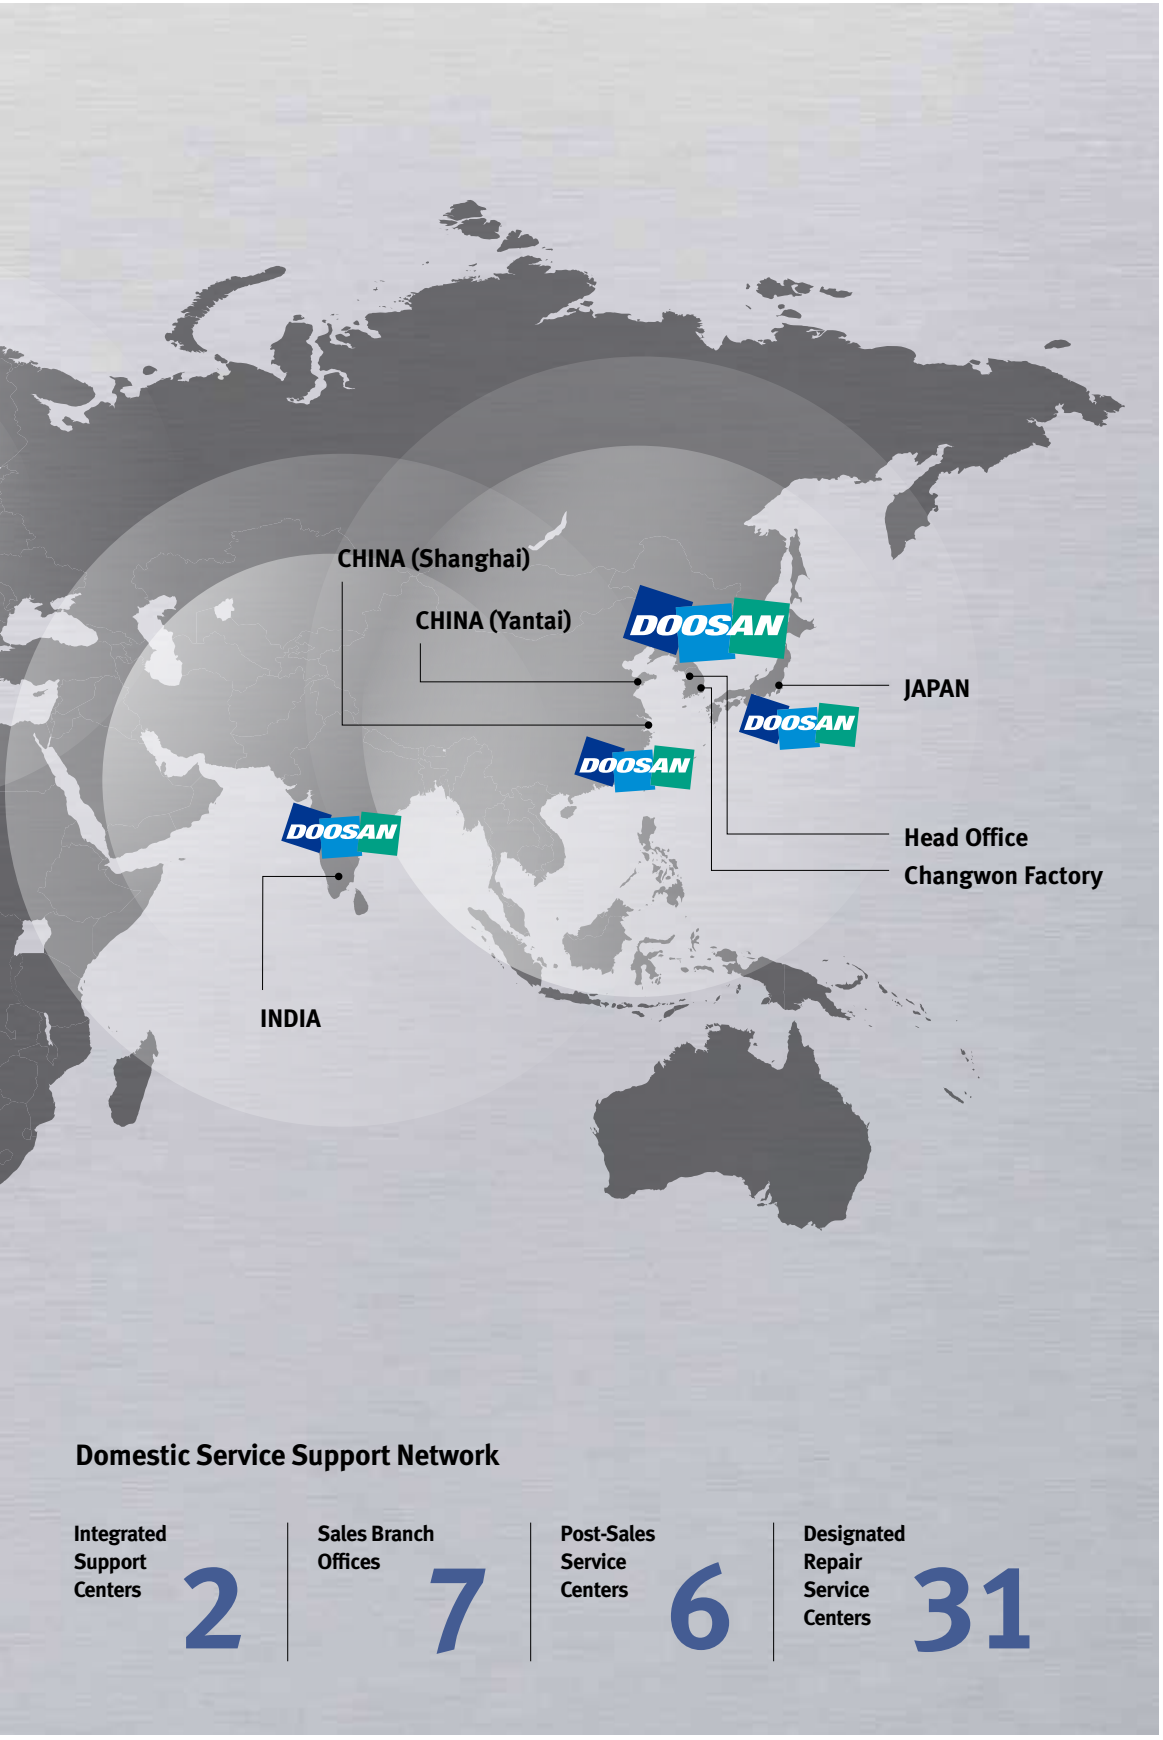 CHINA (Shanghai)
CHINA (Yantai)
DOOSAN
JAPAN
DOOSAN
DOOSAN
DOOSAN
Head Office
Changwon Factory
INDIA
Domestic Service Support Network
Integrated
Support
Centers
2
Sales Branch
Offices
7
Post-Sales
Service
Centers
6
Designated
Repair
Service
Centers
31